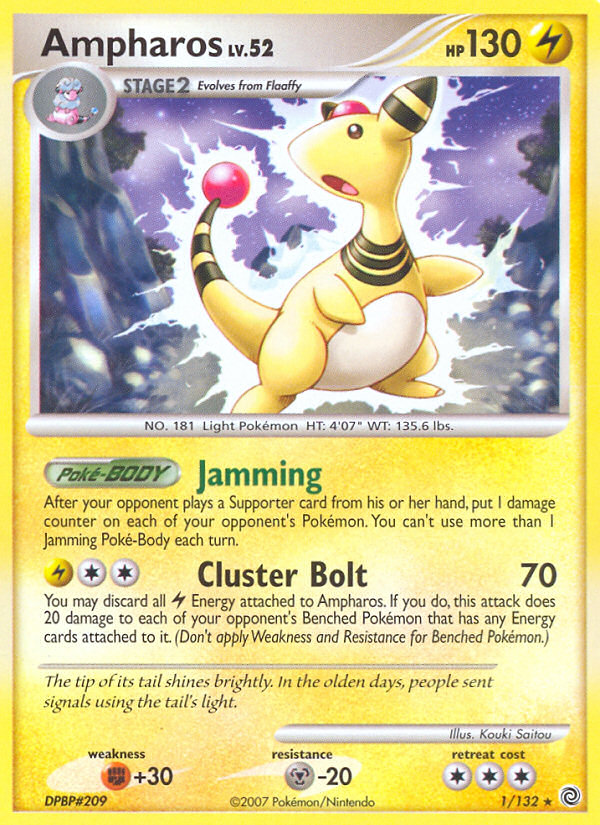 Ampharos LV.52 HP 130
STAGE2 Evolves from Flaaffy
NO. 181 Light Pokémon HT: 4'07" WT: 135.6 lbs.
Poké-BODY Jamming
After your opponent plays a Supporter card from his or her hand, put 1 damage
counter on each of your opponent's Pokémon. You can't use more than 1
Jamming Poké-Body each turn.
Cluster Bolt 70
You may discard all Energy attached to Ampharos. If you do, this attack does
20 damage to each of your opponent's Benched Pokémon that has any Energy
cards attached to it. (Don't apply Weakness and Resistance for Benched Pokémon.)
The tip of its tail shines brightly. In the olden days, people sent
signals using the tail's light.
Illus. Kouki Saitou
weakness resistance retreat cost
+30 -20
DPBP#209 ©2007 Pokémon/Nintendo 1/132 ★